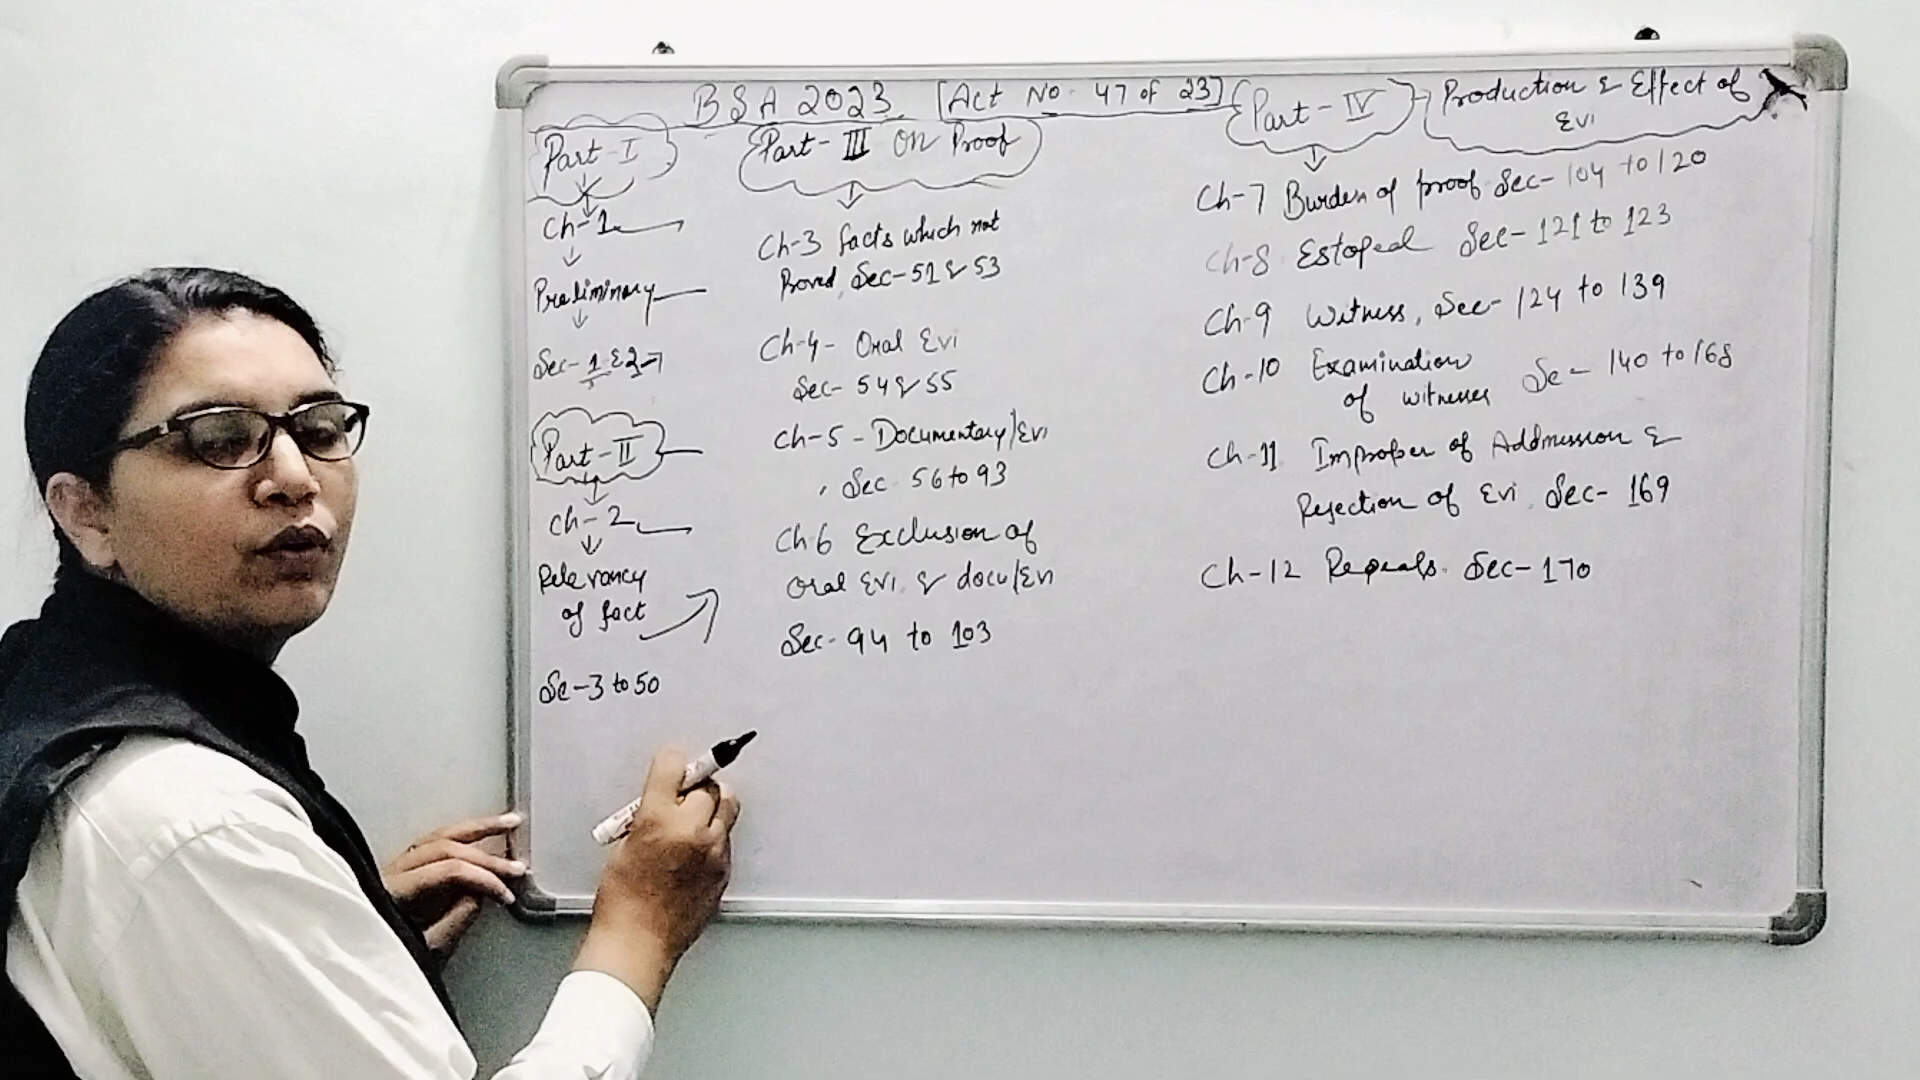 BSA 2023 [Act No. 47 of 23]
Part-I
Ch-1
Preliminary
Sec-1 & 2
Part-II
Ch-2
Relevancy
of fact
Se-3 to 50
Part-III on Proof
Ch-3 facts which not
Proved, Sec-51 & 53
Ch-4- Oral Evi
Sec- 54 & 55
Ch-5 - Documentary/Evi
, Sec 56 to 93
Ch-6 Exclusion of
Oral Evi. & docu/Evi
Sec- 94 to 103
Part-IV - Production & Effect of
Evi
Ch-7 Burden of proof Sec- 104 to 120
Ch-8 Estopeal Sec- 121 to 123
Ch-9 Witness, Sec- 124 to 139
Ch-10 Examination Se- 140 to 168
of witnesses
Ch-11 Improper of Addmission &
Rejection of Evi. Sec- 169
Ch-12 Repeals. Sec- 170